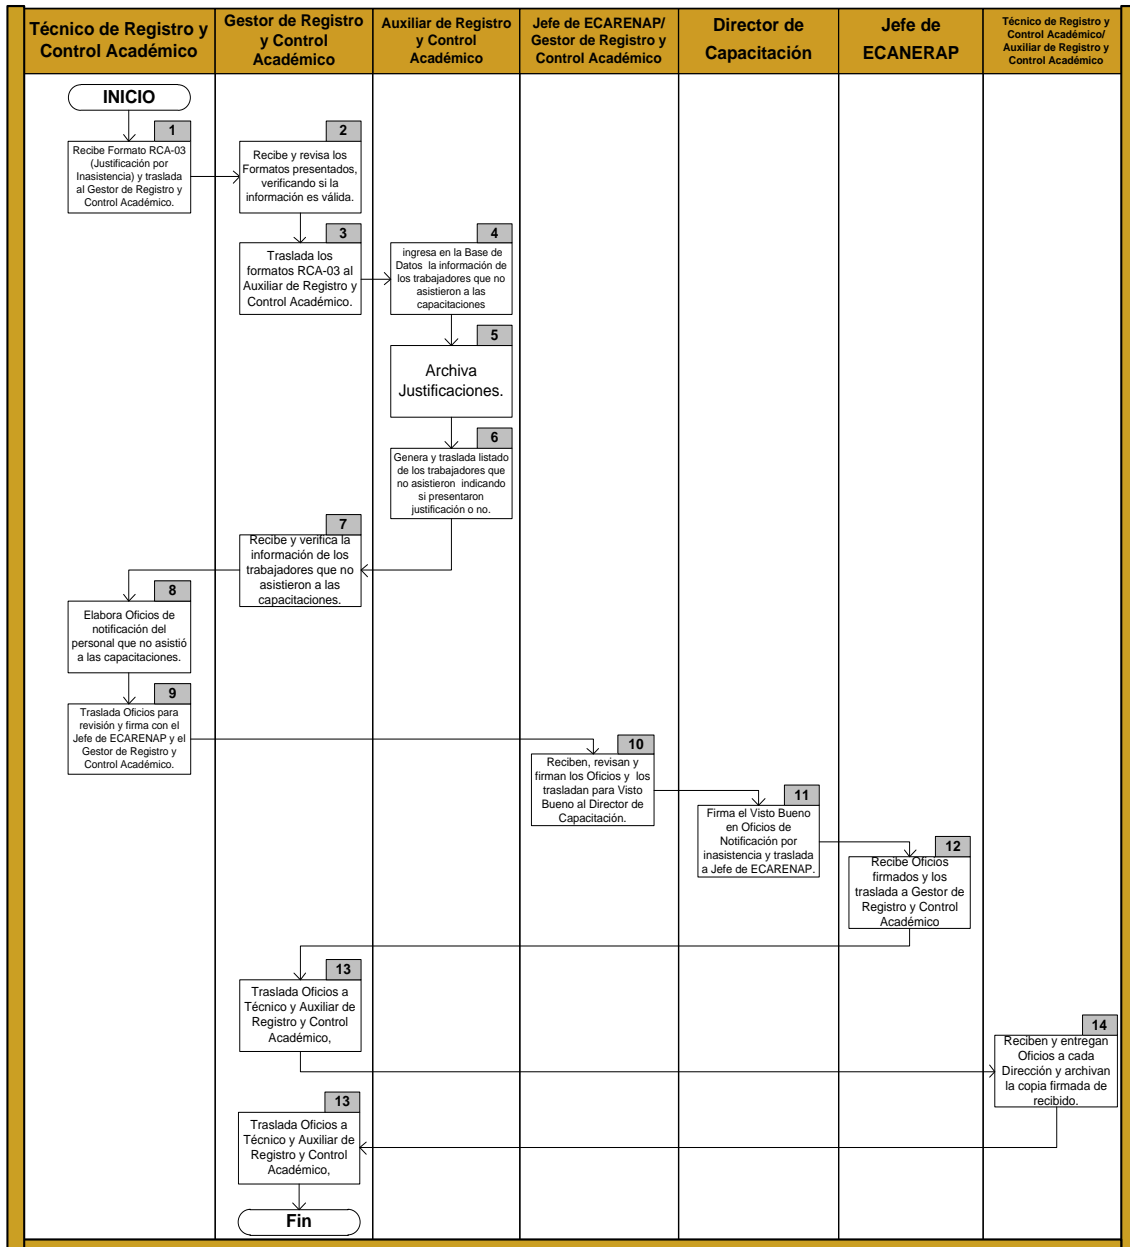 Técnico de Registro y
Control Académico
Gestor de Registro
y Control
Académico
Auxiliar de Registro
y Control
Académico
Jefe de ECARENAP/
Gestor de Registro y
Control Académico
Director de
Capacitación
Jefe de
ECANERAP
Técnico de Registro y
Control Académico/
Auxiliar de Registro y
Control Académico
INICIO
1
Recibe Formato RCA-03
(Justificación por
Inasistencia) y traslada
al Gestor de Registro y
Control Académico.
2
Recibe y revisa los
Formatos presentados,
verificando si la
información es válida.
3
Traslada los
formatos RCA-03 al
Auxiliar de Registro y
Control Académico.
4
ingresa en la Base de
Datos la información de
los trabajadores que no
asistieron a las
capacitaciones
5
Archiva
Justificaciones.
6
Genera y traslada listado
de los trabajadores que
no asistieron indicando
si presentaron
justificación o no.
7
Recibe y verifica la
información de los
trabajadores que no
asistieron a las
capacitaciones.
8
Elabora Oficios de
notificación del
personal que no asistió
a las capacitaciones.
9
Traslada Oficios para
revisión y firma con el
Jefe de ECARENAP y el
Gestor de Registro y
Control Académico.
10
Reciben, revisan y
firman los Oficios y los
trasladan para Visto
Bueno al Director de
Capacitación.
11
Firma el Visto Bueno
en Oficios de
Notificación por
inasistencia y traslada
a Jefe de ECARENAP.
12
Recibe Oficios
firmados y los
traslada a Gestor de
Registro y Control
Académico
13
Traslada Oficios a
Técnico y Auxiliar de
Registro y Control
Académico,
14
Reciben y entregan
Oficios a cada
Dirección y archivan
la copia firmada de
recibido.
13
Traslada Oficios a
Técnico y Auxiliar de
Registro y Control
Académico,
Fin